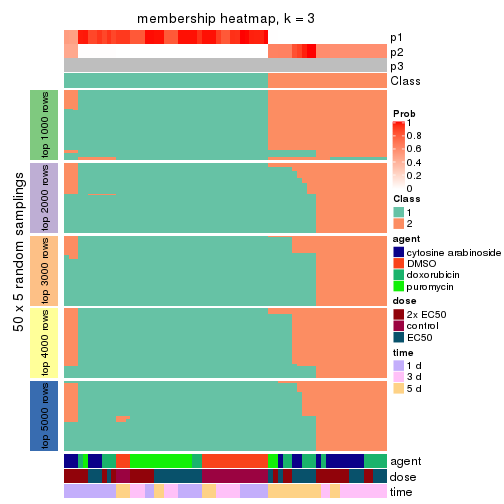 membership heatmap, k = 3
p1
p2
p3
Class
50 x 5 random samplings
top 1000 rows
top 2000 rows
top 3000 rows
top 4000 rows
top 5000 rows
agent
dose
time
Prob
1
0.8
0.6
0.4
0.2
0
Class
1
2
agent
cytosine arabinoside
DMSO
doxorubicin
puromycin
dose
2x EC50
control
EC50
time
1 d
3 d
5 d